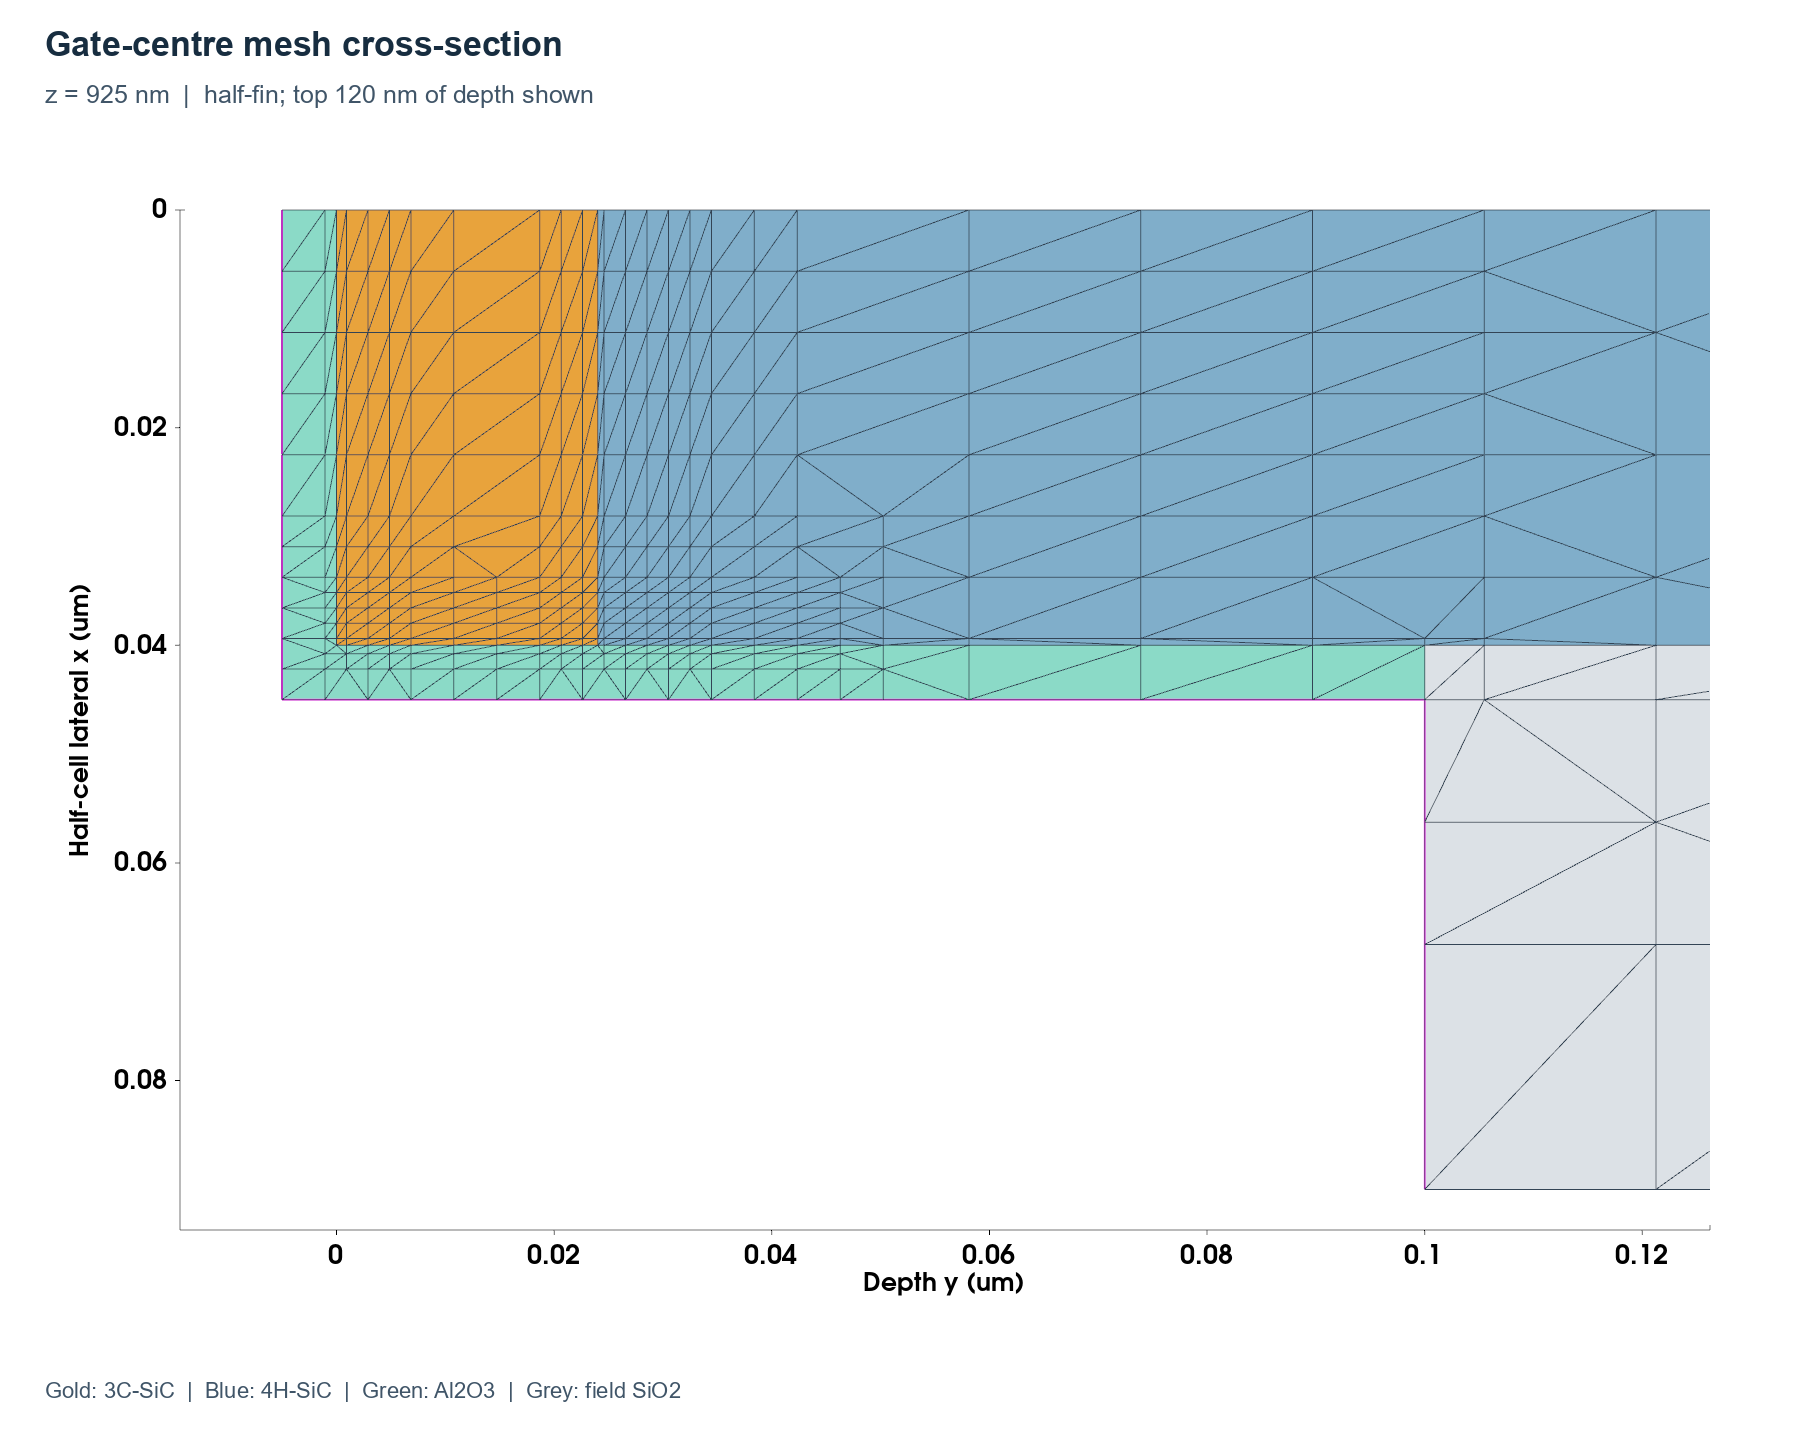 Gate-centre mesh cross-section
z = 925 nm | half-fin; top 120 nm of depth shown
0
0.02
0.04
0.06
0.08
Half-cell lateral x (um)
0
0.02
0.04
0.06
0.08
0.1
0.12
Depth y (um)
Gold: 3C-SiC | Blue: 4H-SiC | Green: Al2O3 | Grey: field SiO2